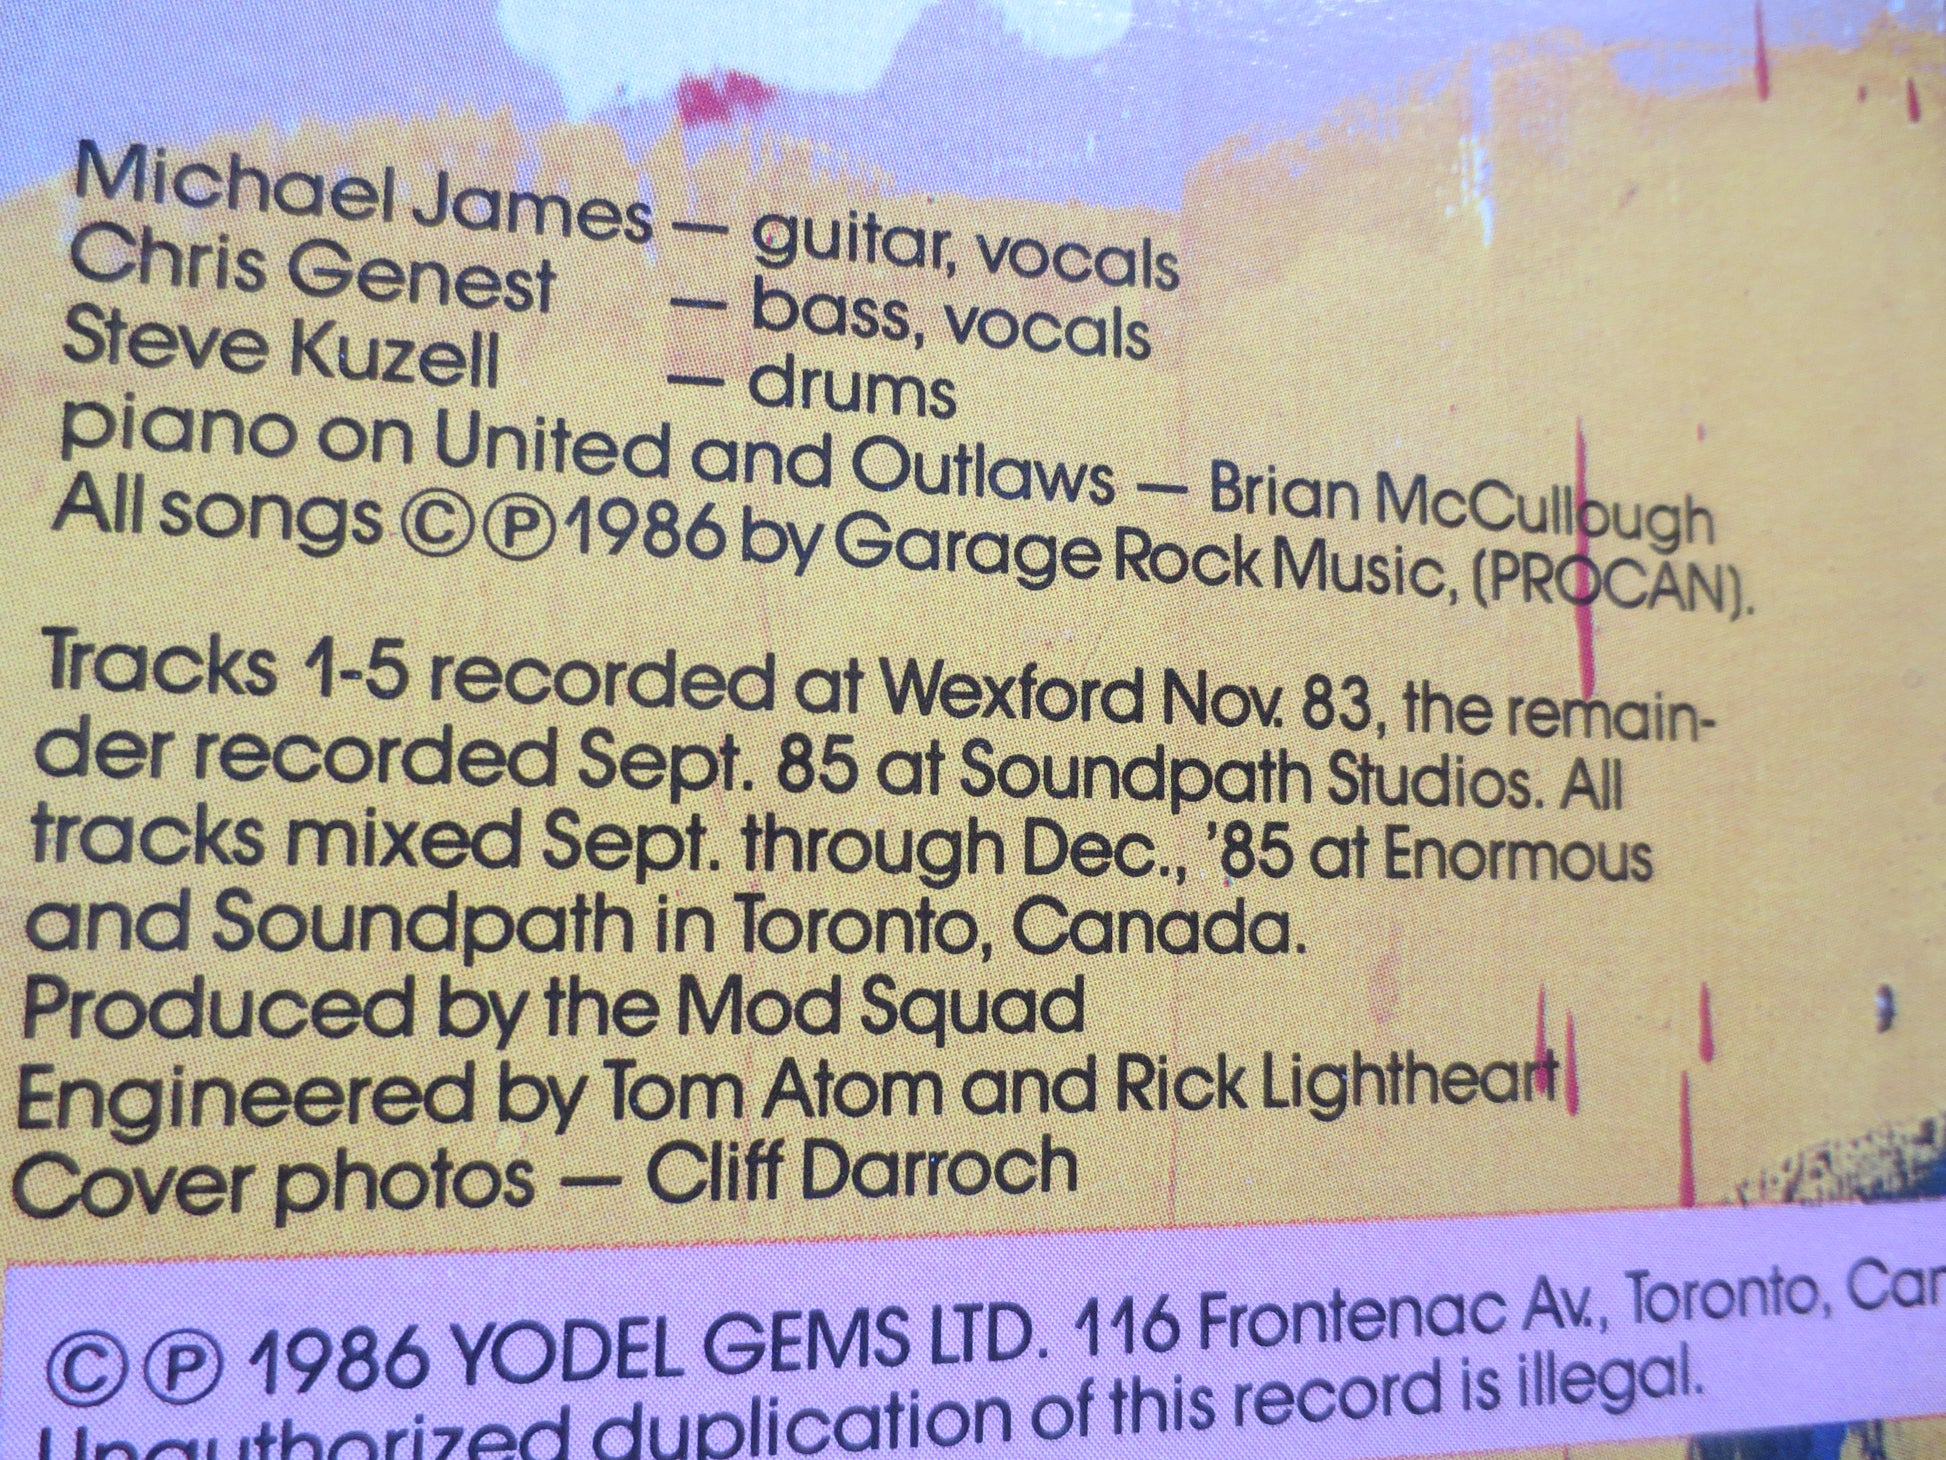 Michael James — guitar, vocals
Chris Genest — bass, vocals
Steve Kuzell — drums
piano on United and Outlaws — Brian McCullough
All songs ©℗1986 by Garage Rock Music, (PROCAN).
Tracks 1-5 recorded at Wexford Nov. 83, the remain-
der recorded Sept. 85 at Soundpath Studios. All
tracks mixed Sept. through Dec., '85 at Enormous
and Soundpath in Toronto, Canada.
Produced by the Mod Squad
Engineered by Tom Atom and Rick Lightheart
Cover photos — Cliff Darroch
©℗ 1986 YODEL GEMS LTD. 116 Frontenac Av., Toronto, Can
Unauthorized duplication of this record is illegal.